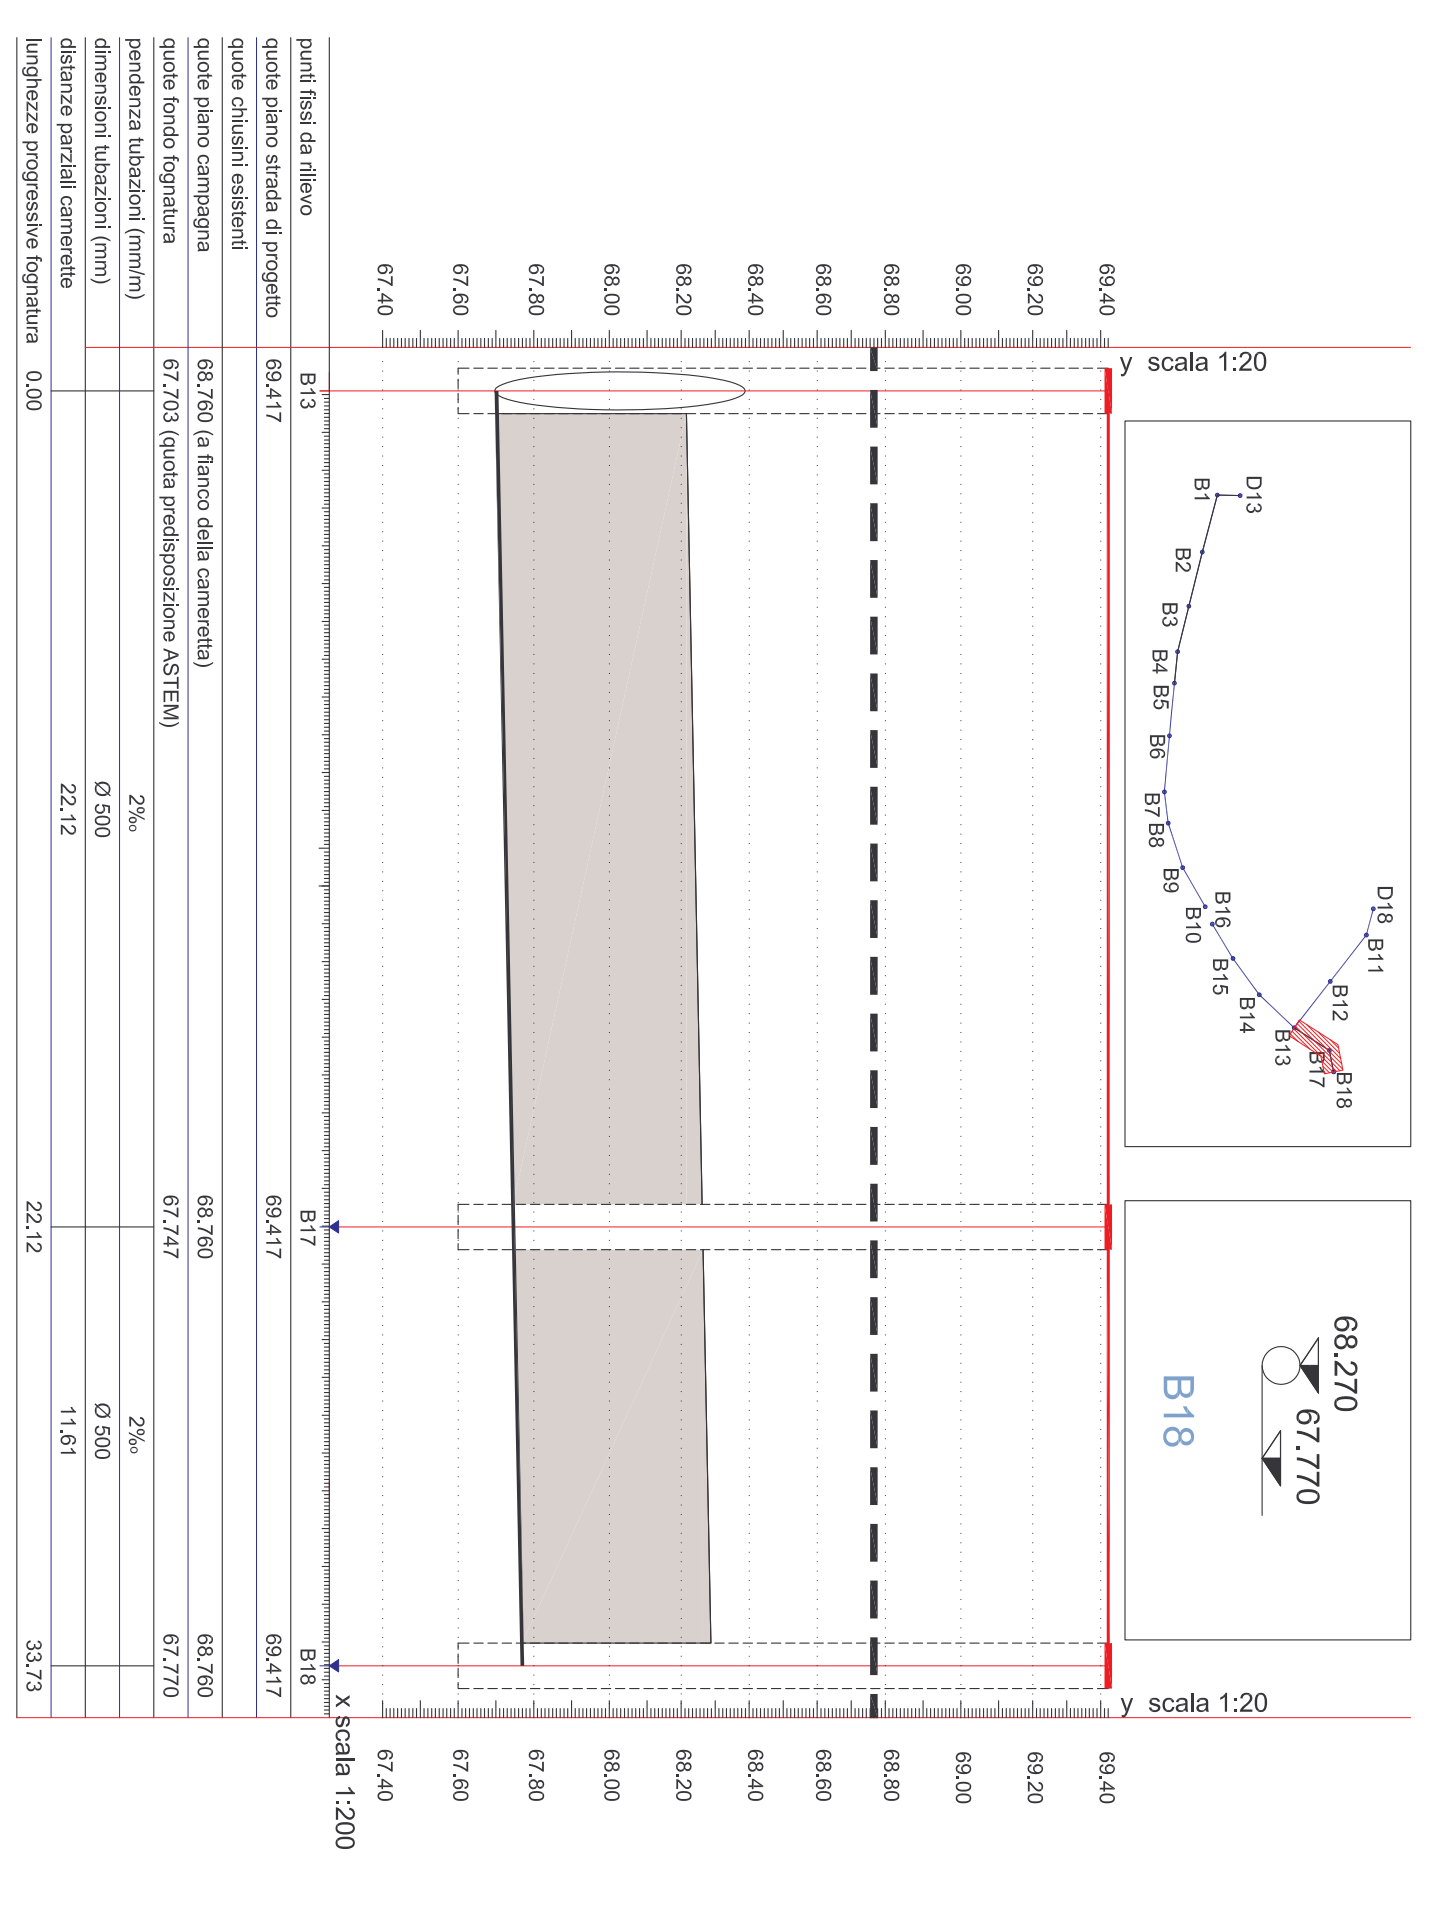 y scala 1:20
y scala 1:20
D13
B1
B2
B3
B4
B5
B6
B7
B8
B9
B10
B16
B15
B14
B13
B12
B11
D18
B17
B18
68.270
67.770
B18
69.40
69.20
69.00
68.80
68.60
68.40
68.20
68.00
67.80
67.60
67.40
69.40
69.20
69.00
68.80
68.60
68.40
68.20
68.00
67.80
67.60
67.40
x scala 1:200
punti fissi da rilievo B13 B17 B18
quote piano strada di progetto 69.417 69.417 69.417
quote chiusini esistenti
quote piano campagna 68.760 (a fianco della cameretta) 68.760 68.760
quote fondo fognatura 67.703 (quota predisposizione ASTEM) 67.747 67.770
pendenza tubazioni (mm/m) 2‰ 2‰
dimensioni tubazioni (mm) Ø 500 Ø 500
distanze parziali camerette 22.12 11.61
lunghezze progressive fognatura 0.00 22.12 33.73